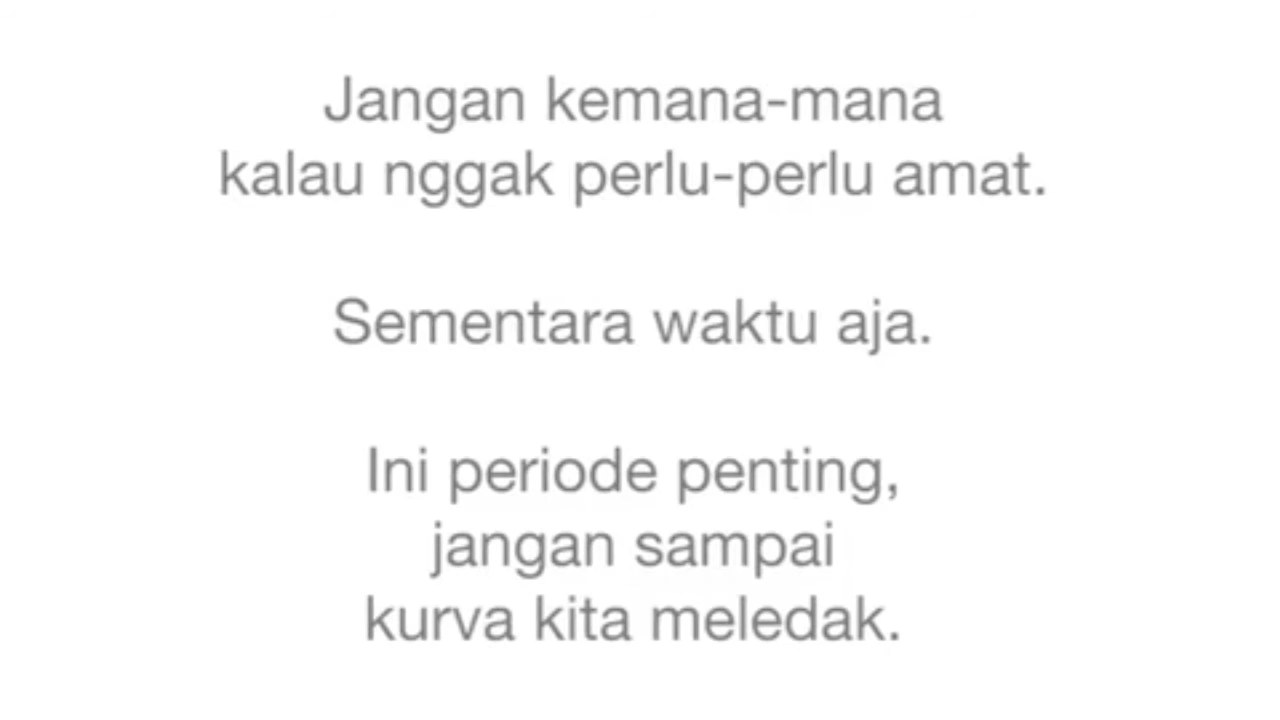 Jangan kemana-mana
kalau nggak perlu-perlu amat.
Sementara waktu aja.
Ini periode penting,
jangan sampai
kurva kita meledak.